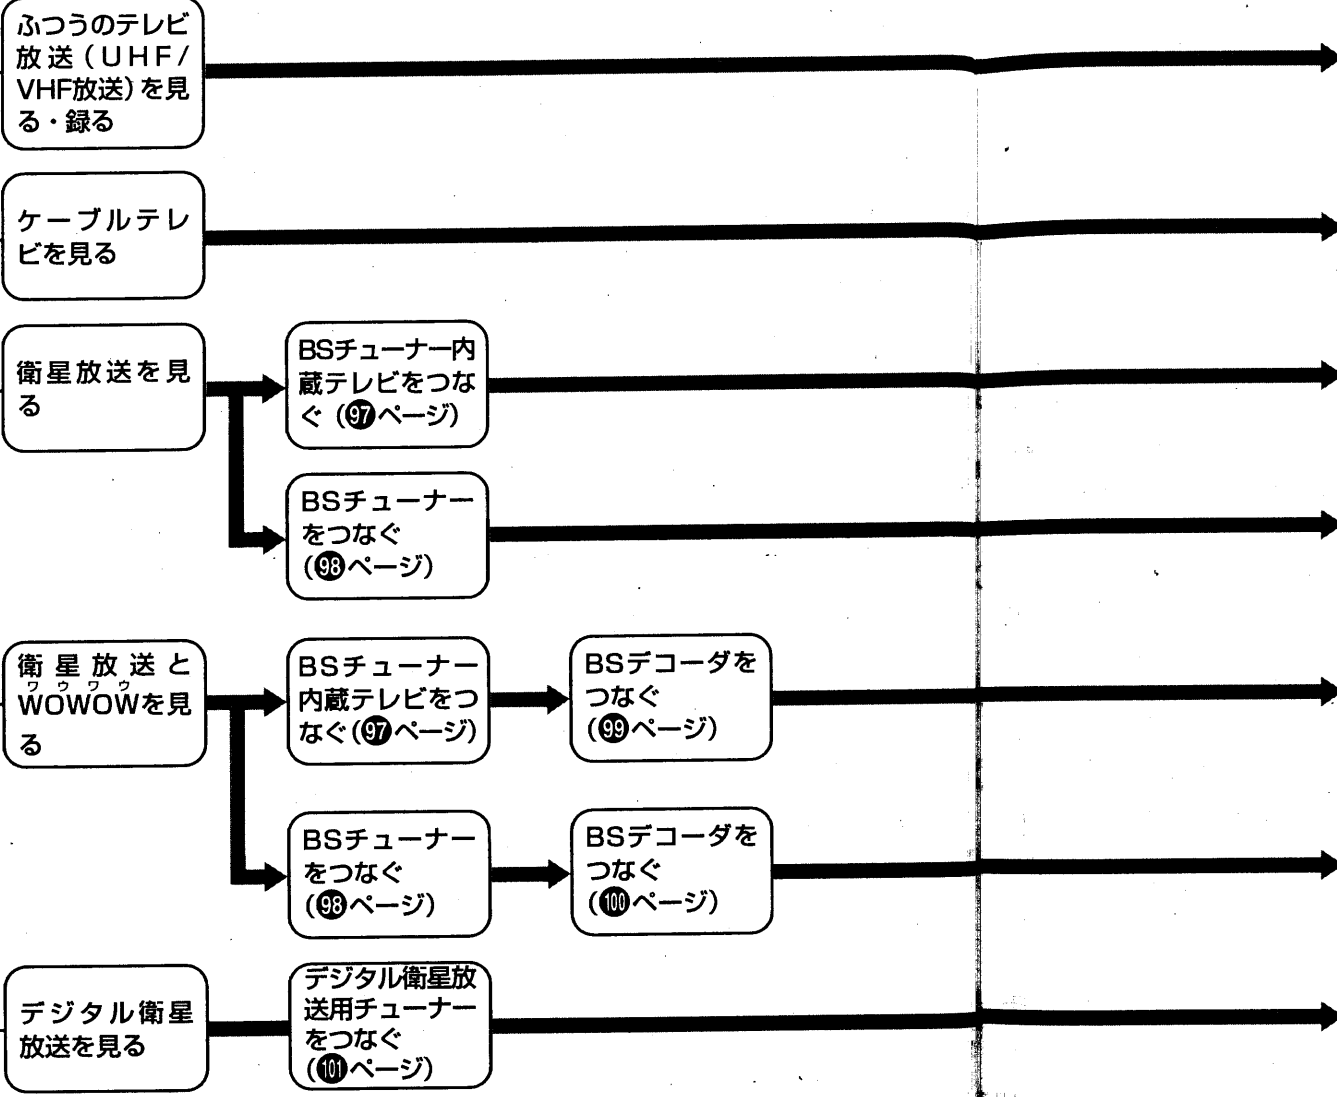 ふつうのテレビ
放送(UHF/
VHF放送)を見
る・録る
ケーブルテレ
ビを見る
衛星放送を見
る
BSチューナー内
蔵テレビをつな
ぐ(97ページ)
BSチューナー
をつなぐ
(98ページ)
衛星放送と
ワウワウ
WOWOWを見
る
BSチューナー
内蔵テレビをつ
なぐ(97ページ)
BSデコーダを
つなぐ
(99ページ)
BSチューナー
をつなぐ
(98ページ)
BSデコーダを
つなぐ
(100ページ)
デジタル衛星
放送を見る
デジタル衛星放
送用チューナー
をつなぐ
(101ページ)